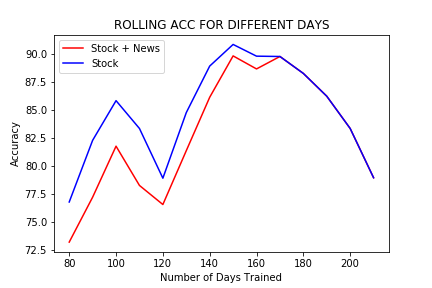 ROLLING ACC FOR DIFFERENT DAYS
Stock + News
Stock
Accuracy
90.0
87.5
85.0
82.5
80.0
77.5
75.0
72.5
80 100 120 140 160 180 200
Number of Days Trained